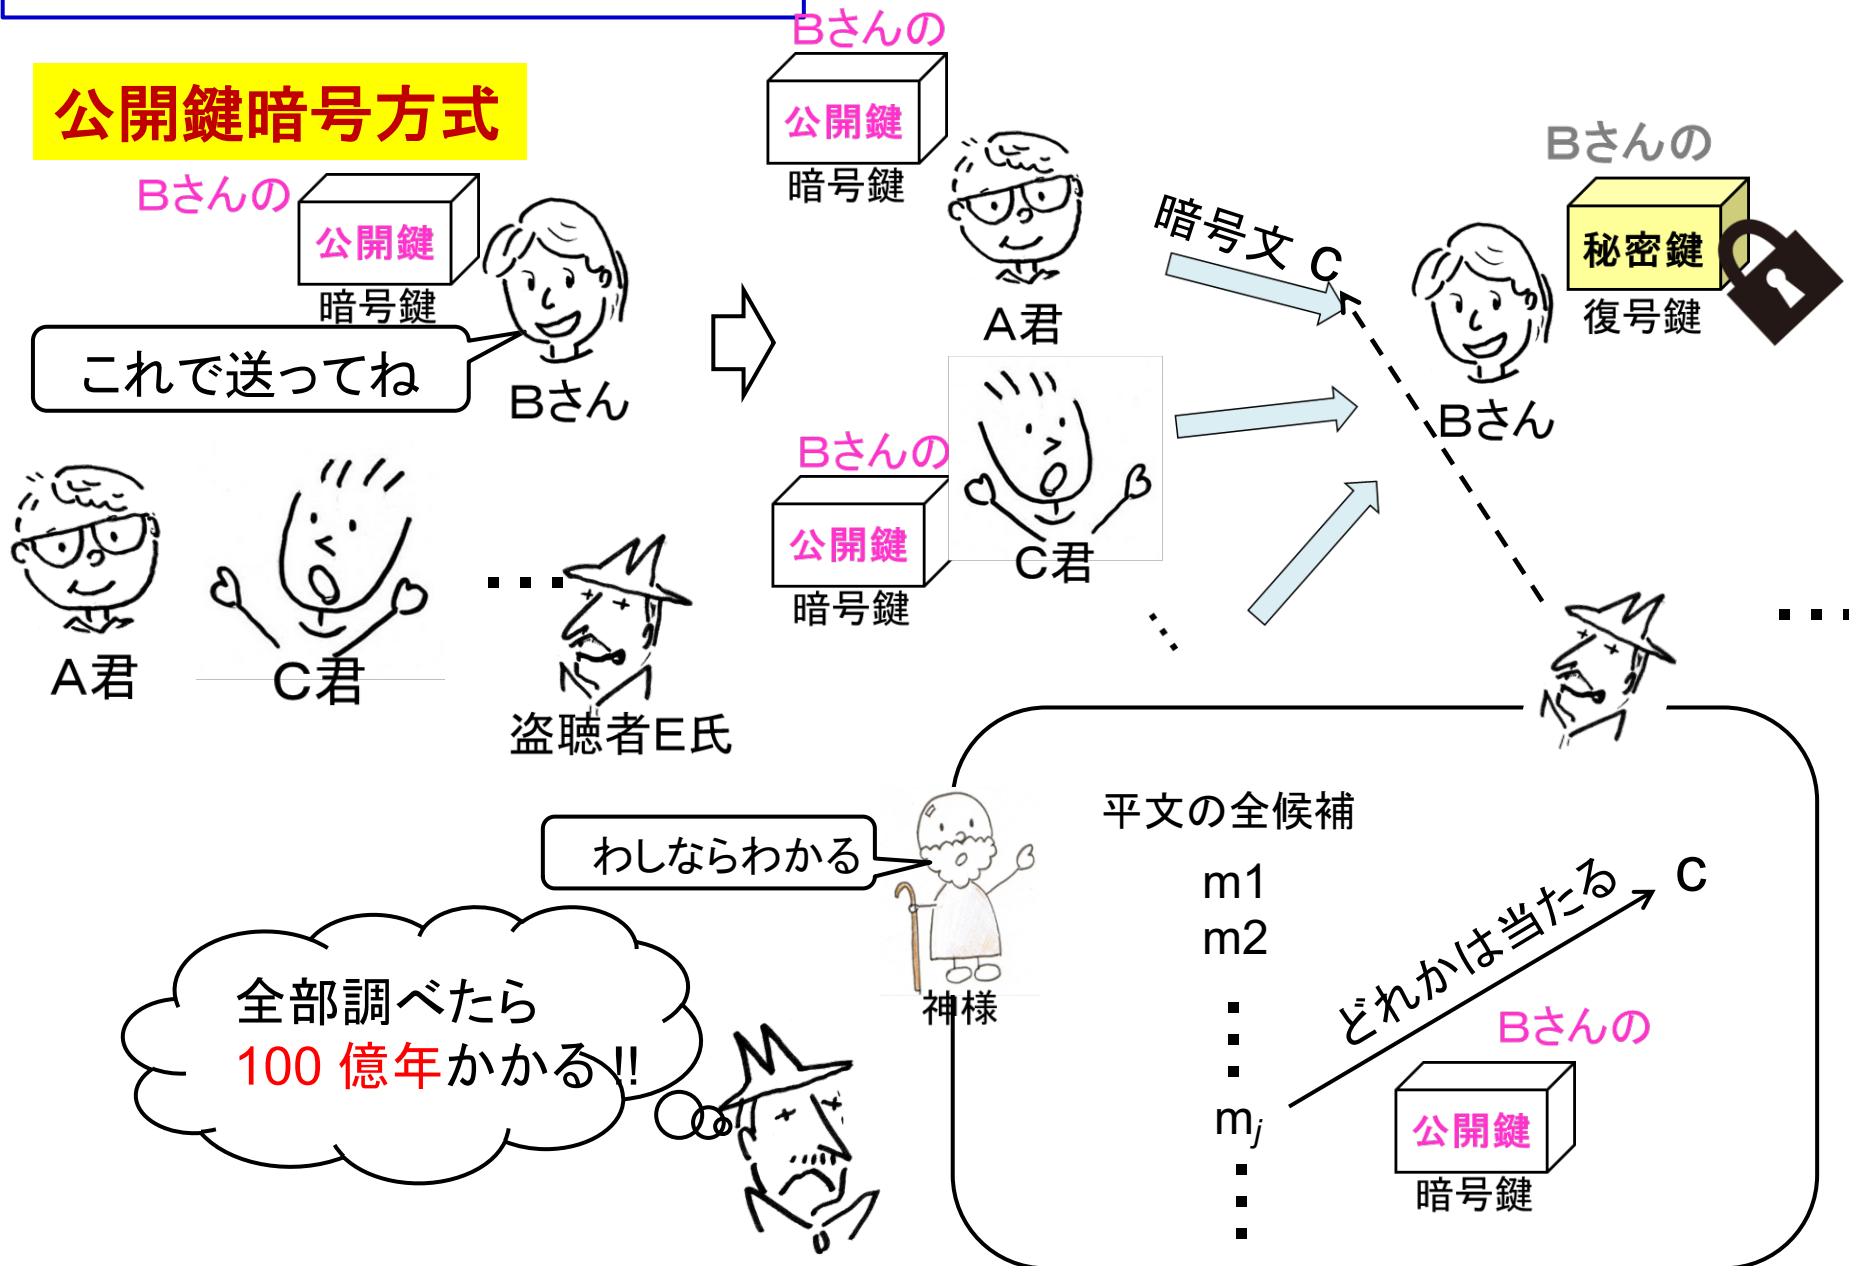 公開鍵暗号方式
Bさんの
公開鍵
暗号鍵
これで送ってね
Bさん
A君
C君
…
盗聴者E氏
Bさんの
公開鍵
暗号鍵
A君
Bさんの
公開鍵
暗号鍵
C君
…
暗号文 C
Bさんの
秘密鍵
復号鍵
Bさん
…
わしならわかる
神様
全部調べたら
100 億年かかる!!
平文の全候補
m1
m2
⋮
mj
⋮
どれかは当たる
C
Bさんの
公開鍵
暗号鍵